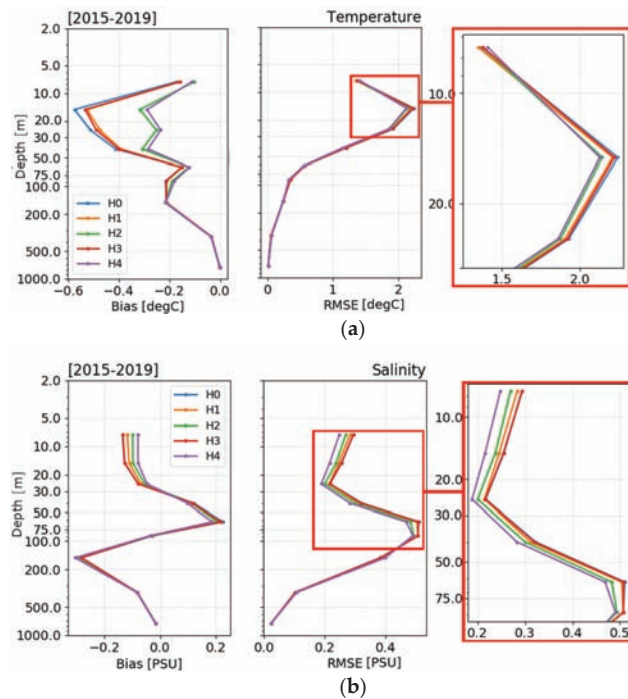 [2015-2019] Temperature
2.0
5.0
10.0
20.0
30.0
50.0
75.0
100.0
200.0
500.0
1000.0
Depth [m]
H0
H1
H2
H3
H4
−0.6 −0.4 −0.2 0.0
Bias [degC]
0 1 2
RMSE [degC]
10.0
20.0
1.5 2.0
(a)
[2015-2019] Salinity
2.0
5.0
10.0
20.0
30.0
50.0
75.0
100.0
200.0
500.0
1000.0
Depth [m]
H0
H1
H2
H3
H4
−0.2 0.0 0.2
Bias [PSU]
0.0 0.2 0.4
RMSE [PSU]
10.0
20.0
30.0
50.0
75.0
0.2 0.3 0.4 0.5
(b)